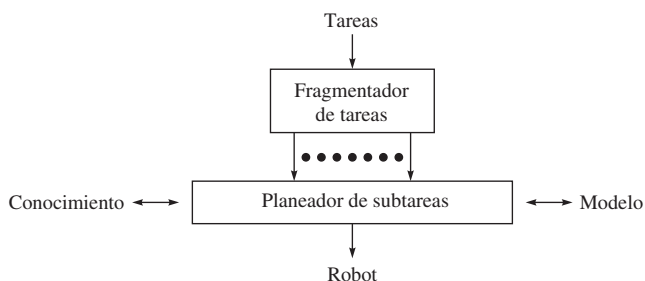 Tareas
Fragmentador
de tareas
Conocimiento
Planeador de subtareas
Modelo
Robot